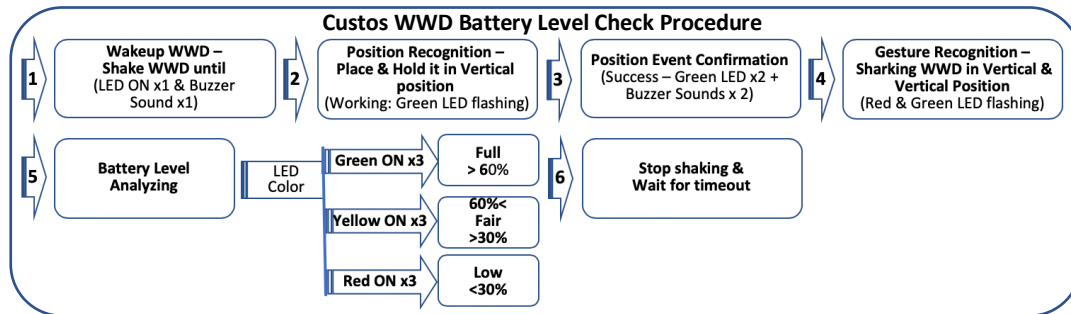 Custos WWD Battery Level Check Procedure
1
Wakeup WWD –
Shake WWD until
(LED ON x1 & Buzzer
Sound x1)
2
Position Recognition –
Place & Hold it in Vertical
position
(Working: Green LED flashing)
3
Position Event Confirmation
(Success – Green LED x2 +
Buzzer Sounds x 2)
4
Gesture Recognition –
Sharking WWD in Vertical &
Vertical Position
(Red & Green LED flashing)
5
Battery Level
Analyzing
LED
Color
Green ON x3
Full
> 60%
Yellow ON x3
60%<
Fair
>30%
Red ON x3
Low
<30%
6
Stop shaking &
Wait for timeout